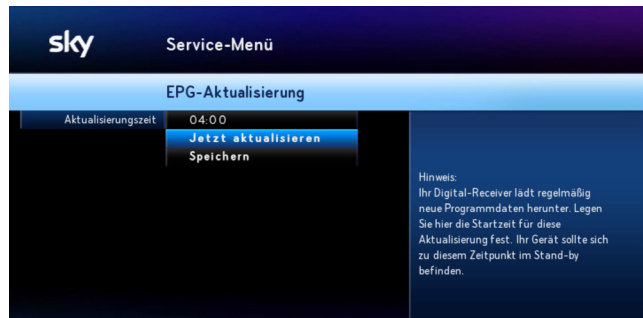 sky
Service-Menü
EPG-Aktualisierung
Aktualisierungszeit 04:00
Jetzt aktualisieren
Speichern
Hinweis:
Ihr Digital-Receiver lädt regelmäßig
neue Programmdaten herunter. Legen
Sie hier die Startzeit für diese
Aktualisierung fest. Ihr Gerät sollte sich
zu diesem Zeitpunkt im Stand-by
befinden.